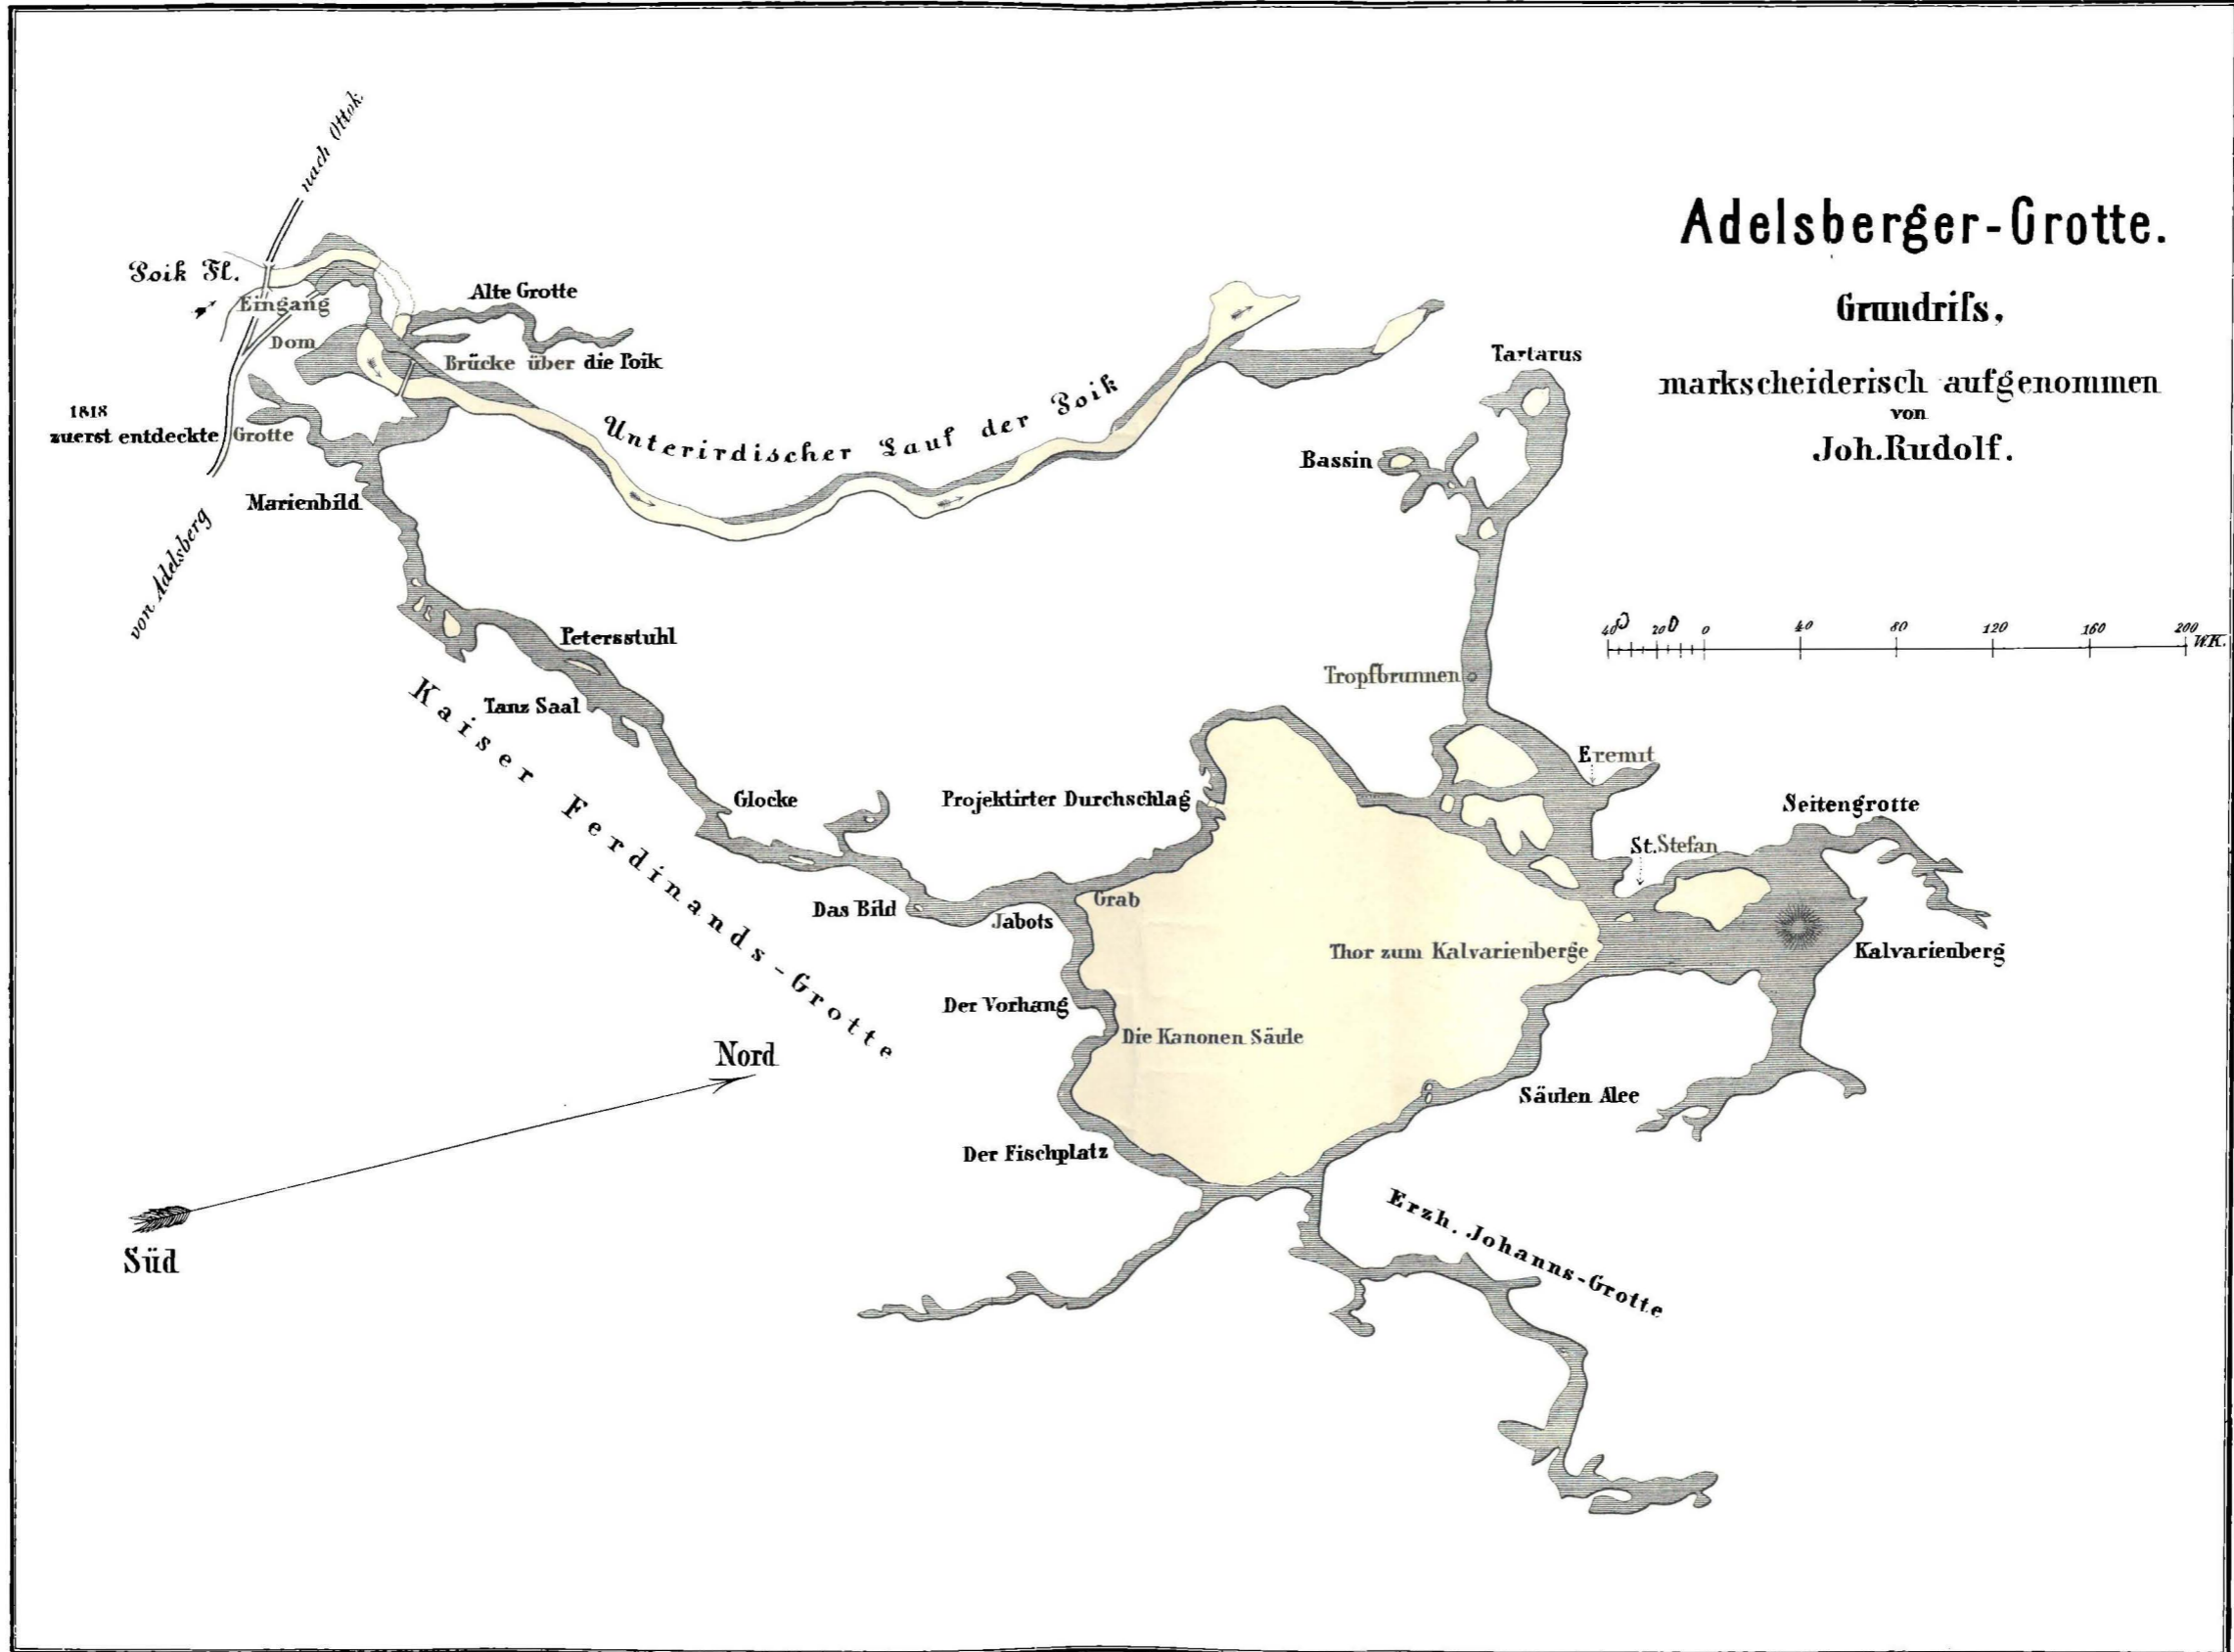 Adelsberger-Grotte.
Grundriſs,
markscheiderisch aufgenommen
von
Joh. Rudolf.
nach Ottok.
Poik Fl.
Eingang
Alte Grotte
Dom
Brücke über die Poik
1818
zuerst entdeckte Grotte
Unterirdischer Lauf der Poik
Tartarus
Bassin
Marienbild
von Adelsberg
Petersstuhl
Tanz Saal
Kaiser Ferdinands-Grotte
40 20 0 40 80 120 160 200 W.K.
Tropfbrunnen
Eremit
Glocke
Projektirter Durchschlag
Seitengrotte
St. Stefan
Das Bild
Grab
Jabots
Thor zum Kalvarienberge
Kalvarienberg
Der Vorhang
Die Kanonen Säule
Nord
Säulen Alee
Der Fischplatz
Erzh. Johanns-Grotte
Süd